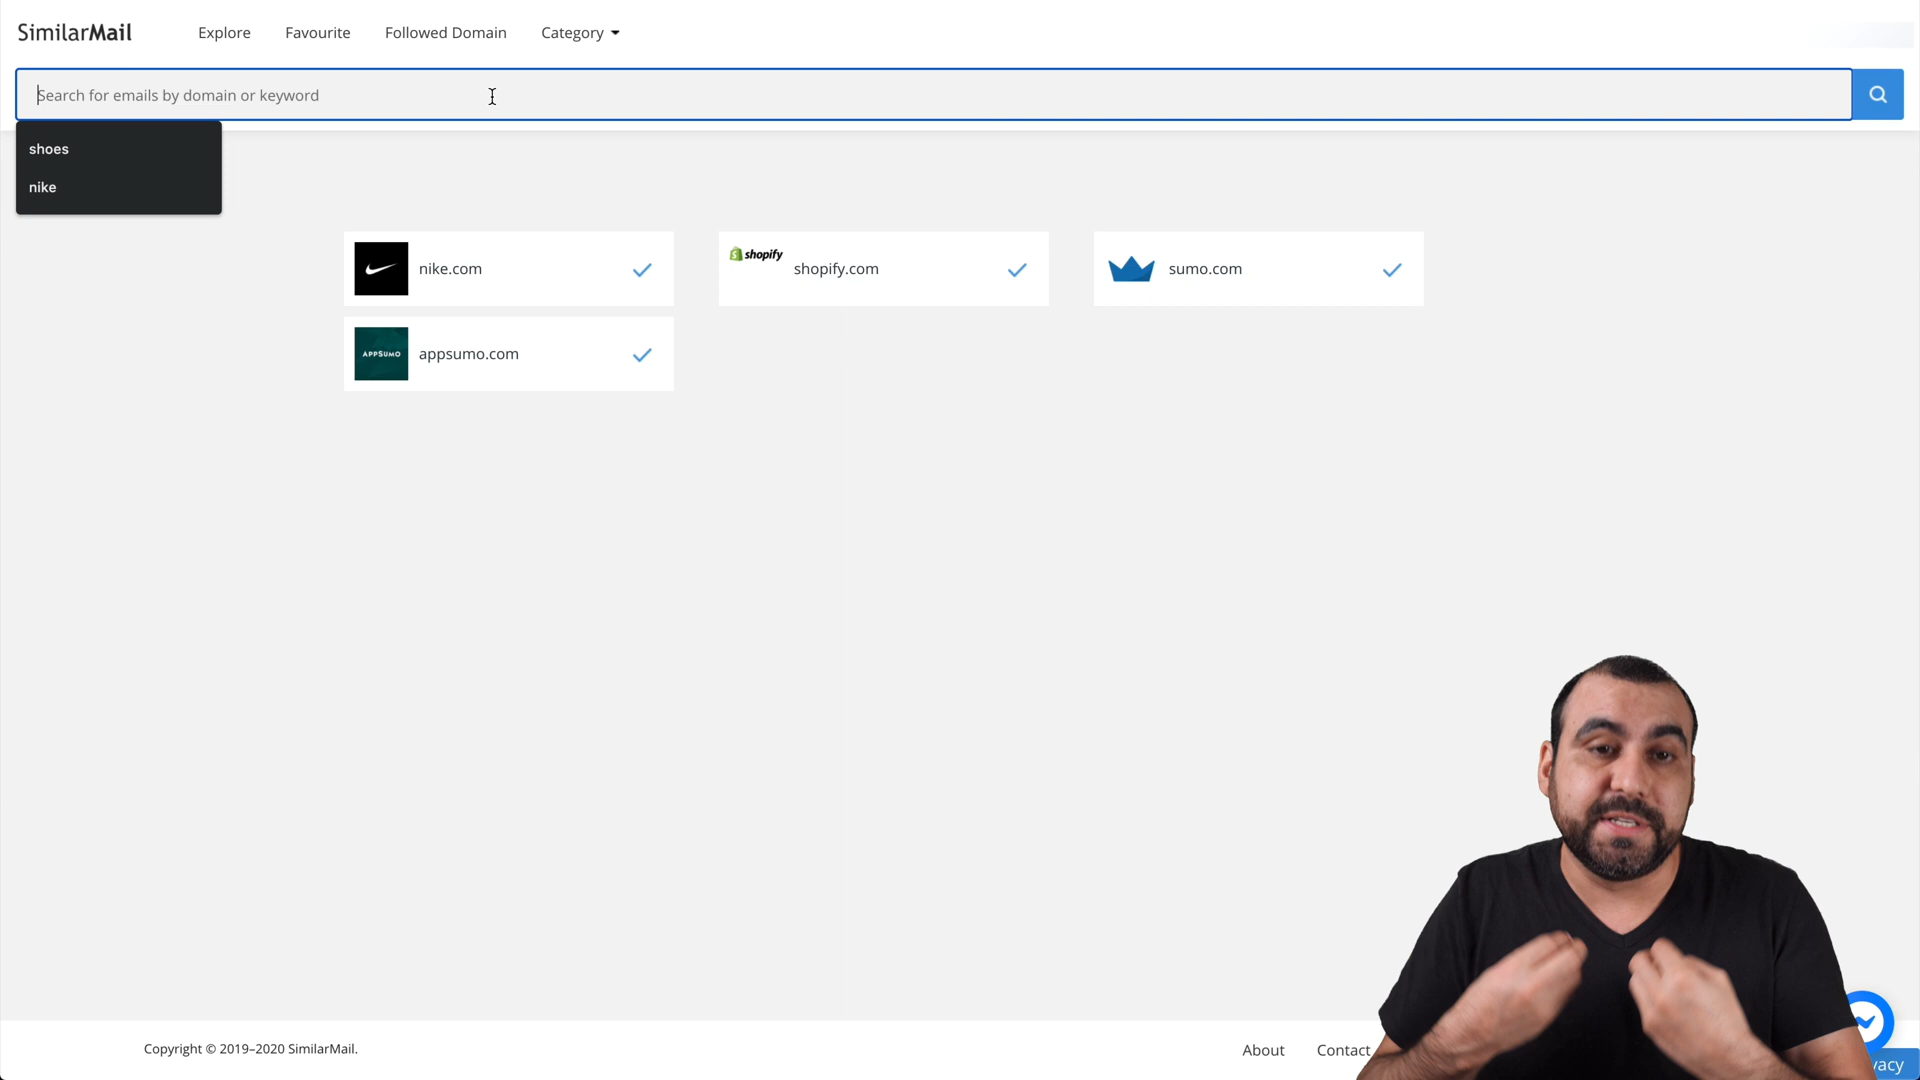 SimilarMail
Explore
Favourite
Followed Domain
Category
Search for emails by domain or keyword
shoes
nike
nike.com
shopify
shopify.com
sumo.com
APPSUMO
appsumo.com
Copyright © 2019–2020 SimilarMail.
About
Contact